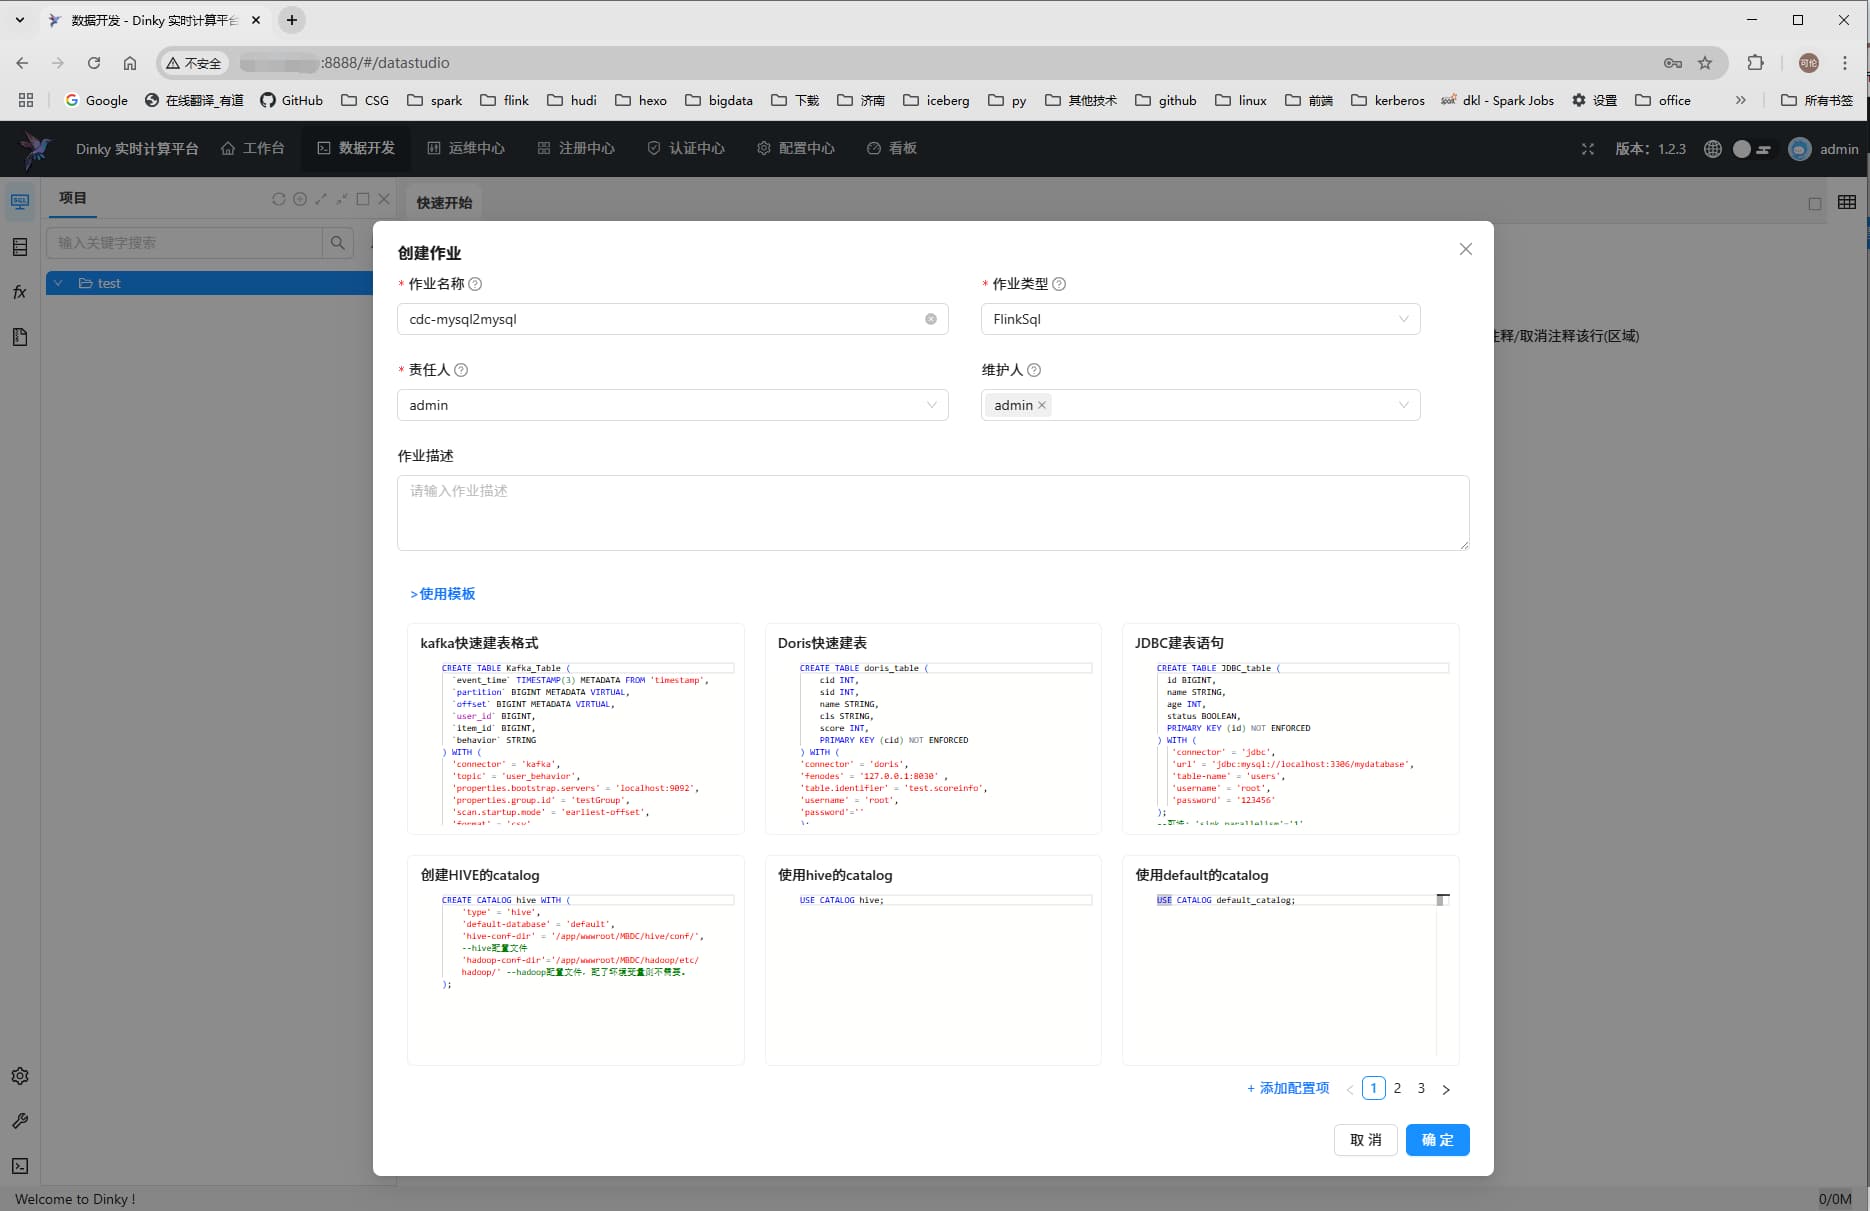 数据开发 - Dinky 实时计算平台
不安全
:8888/#/datastudio
可伦
Google
在线翻译_有道
GitHub
CSG
spark
flink
hudi
hexo
bigdata
下载
济南
iceberg
py
其他技术
github
linux
前端
kerberos
dkl - Spark Jobs
设置
office
所有书签
Dinky 实时计算平台
工作台
数据开发
运维中心
注册中心
认证中心
配置中心
看板
版本：1.2.3
admin
项目
快速开始
输入关键字搜索
test
注释/取消注释该行(区域)
创建作业
* 作业名称
* 作业类型
cdc-mysql2mysql
FlinkSql
* 责任人
维护人
admin
admin
作业描述
请输入作业描述
>使用模板
kafka快速建表格式
CREATE TABLE Kafka_Table (
`event_time` TIMESTAMP(3) METADATA FROM 'timestamp',
`partition` BIGINT METADATA VIRTUAL,
`offset` BIGINT METADATA VIRTUAL,
`user_id` BIGINT,
`item_id` BIGINT,
`behavior` STRING
) WITH (
'connector' = 'kafka',
'topic' = 'user_behavior',
'properties.bootstrap.servers' = 'localhost:9092',
'properties.group.id' = 'testGroup',
'scan.startup.mode' = 'earliest-offset',
'format' = 'csv'
Doris快速建表
CREATE TABLE doris_table (
cid INT,
sid INT,
name STRING,
cls STRING,
score INT,
PRIMARY KEY (cid) NOT ENFORCED
) WITH (
'connector' = 'doris',
'fenodes' = '127.0.0.1:8030' ,
'table.identifier' = 'test.scoreinfo',
'username' = 'root',
'password'=''
);
JDBC建表语句
CREATE TABLE JDBC_table (
id BIGINT,
name STRING,
age INT,
status BOOLEAN,
PRIMARY KEY (id) NOT ENFORCED
) WITH (
'connector' = 'jdbc',
'url' = 'jdbc:mysql://localhost:3306/mydatabase',
'table-name' = 'users',
'username' = 'root',
'password' = '123456'
);
--可选: 'sink.parallelism'='1'
创建HIVE的catalog
CREATE CATALOG hive WITH (
'type' = 'hive',
'default-database' = 'default',
'hive-conf-dir' = '/app/wwwroot/MBDC/hive/conf/',
--hive配置文件
'hadoop-conf-dir'='/app/wwwroot/MBDC/hadoop/etc/
hadoop/' --hadoop配置文件，配了环境变量则不需要。
);
使用hive的catalog
USE CATALOG hive;
使用default的catalog
USE CATALOG default_catalog;
+ 添加配置项
1
2
3
取 消
确 定
Welcome to Dinky !
0/0M